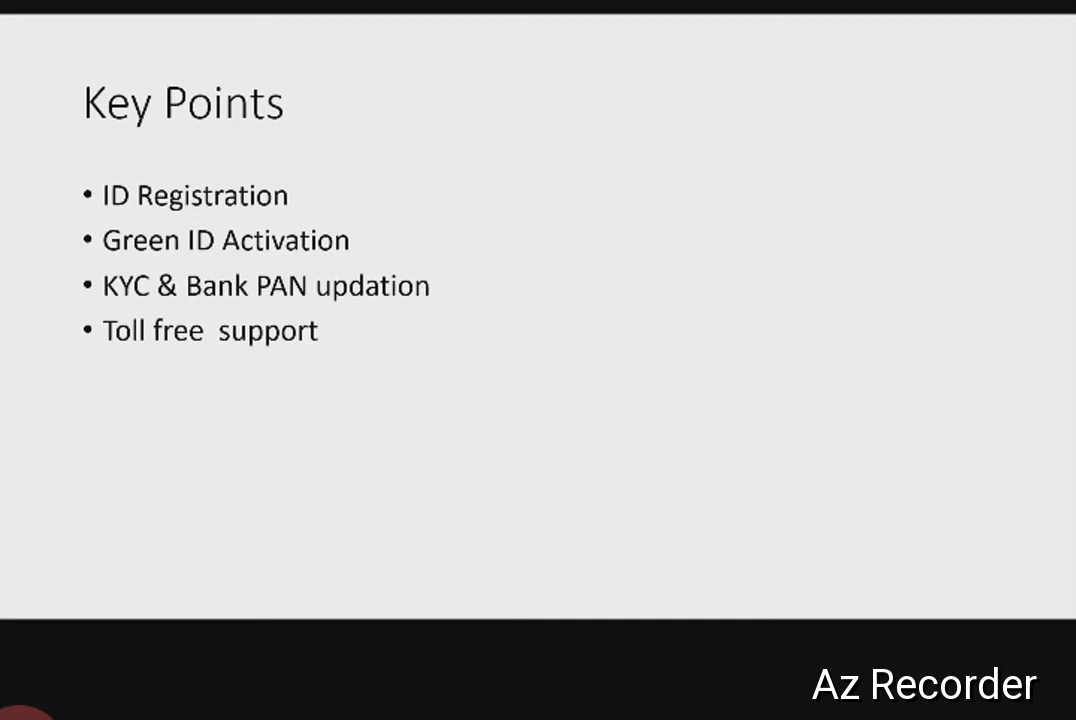 Key Points
• ID Registration
• Green ID Activation
• KYC & Bank PAN updation
• Toll free  support
Az Recorder